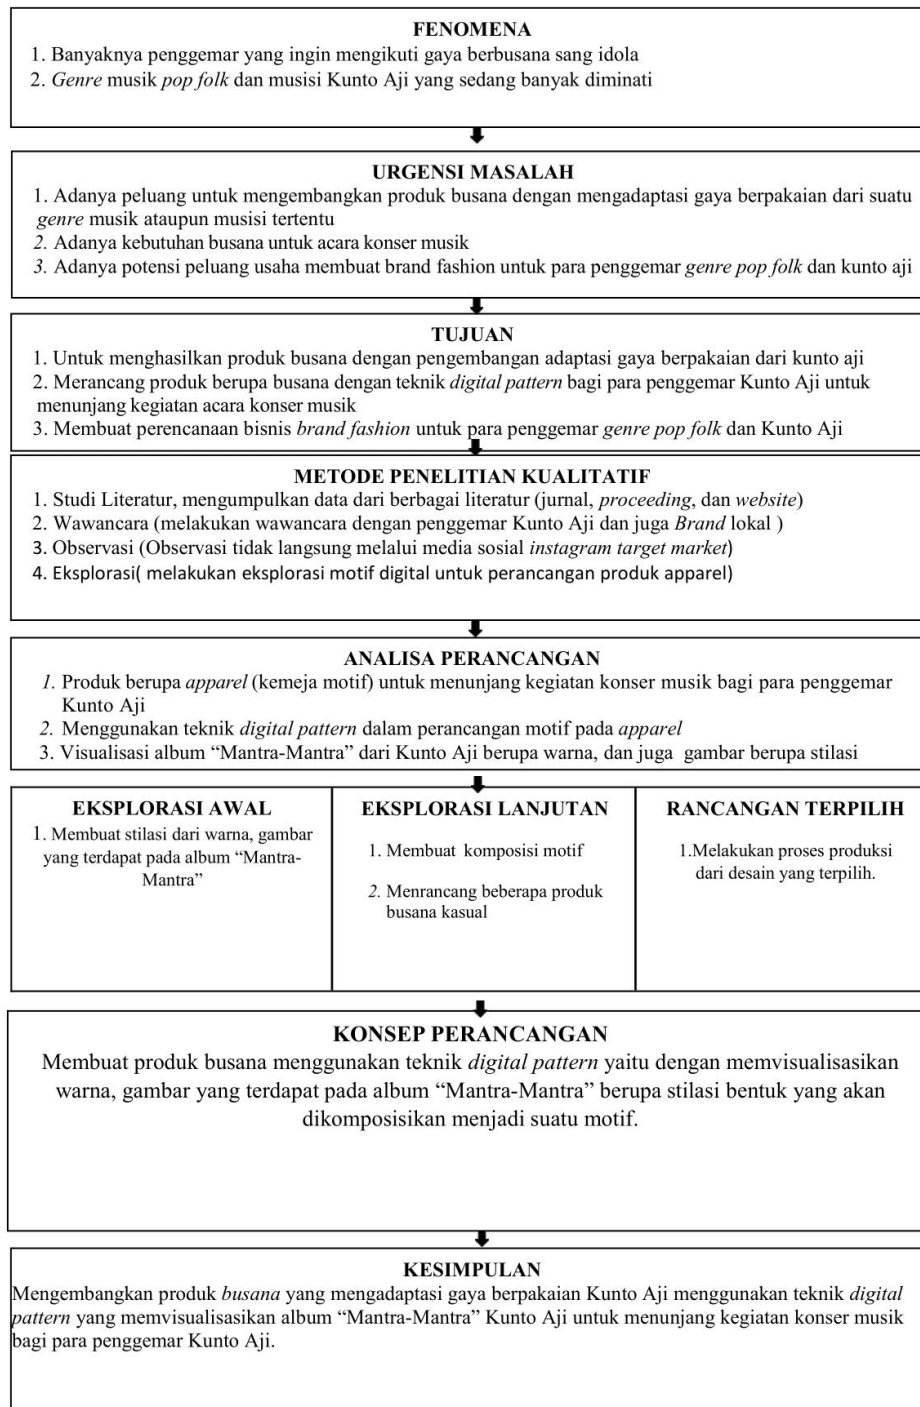 FENOMENA
1. Banyaknya penggemar yang ingin mengikuti gaya berbusana sang idola
2. Genre musik pop folk dan musisi Kunto Aji yang sedang banyak diminati
URGENSI MASALAH
1. Adanya peluang untuk mengembangkan produk busana dengan mengadaptasi gaya berpakaian dari suatu
genre musik ataupun musisi tertentu
2. Adanya kebutuhan busana untuk acara konser musik
3. Adanya potensi peluang usaha membuat brand fashion untuk para penggemar genre pop folk dan kunto aji
TUJUAN
1. Untuk menghasilkan produk busana dengan pengembangan adaptasi gaya berpakaian dari kunto aji
2. Merancang produk berupa busana dengan teknik digital pattern bagi para penggemar Kunto Aji untuk
menunjang kegiatan acara konser musik
3. Membuat perencanaan bisnis brand fashion untuk para penggemar genre pop folk dan Kunto Aji
METODE PENELITIAN KUALITATIF
1. Studi Literatur, mengumpulkan data dari berbagai literatur (jurnal, proceeding, dan website)
2. Wawancara (melakukan wawancara dengan penggemar Kunto Aji dan juga Brand lokal )
3. Observasi (Observasi tidak langsung melalui media sosial instagram target market)
4. Eksplorasi( melakukan eksplorasi motif digital untuk perancangan produk apparel)
ANALISA PERANCANGAN
1. Produk berupa apparel (kemeja motif) untuk menunjang kegiatan konser musik bagi para penggemar
Kunto Aji
2. Menggunakan teknik digital pattern dalam perancangan motif pada apparel
3. Visualisasi album “Mantra-Mantra” dari Kunto Aji berupa warna, dan juga gambar berupa stilasi
EKSPLORASI AWAL
1. Membuat stilasi dari warna, gambar
yang terdapat pada album “Mantra-
Mantra”
EKSPLORASI LANJUTAN
1. Membuat komposisi motif
2. Menrancang beberapa produk
busana kasual
RANCANGAN TERPILIH
1.Melakukan proses produksi
dari desain yang terpilih.
KONSEP PERANCANGAN
Membuat produk busana menggunakan teknik digital pattern yaitu dengan memvisualisasikan
warna, gambar yang terdapat pada album “Mantra-Mantra” berupa stilasi bentuk yang akan
dikomposisikan menjadi suatu motif.
KESIMPULAN
Mengembangkan produk busana yang mengadaptasi gaya berpakaian Kunto Aji menggunakan teknik digital
pattern yang memvisualisasikan album “Mantra-Mantra” Kunto Aji untuk menunjang kegiatan konser musik
bagi para penggemar Kunto Aji.